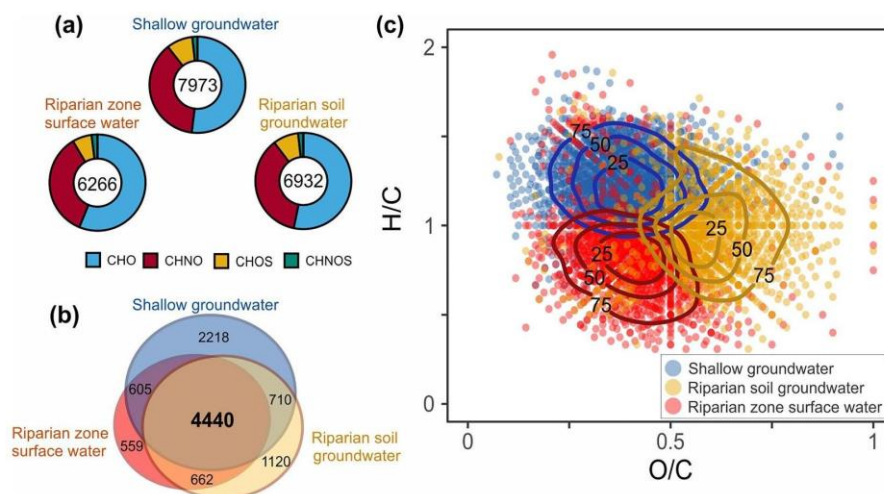 (a)
Shallow groundwater
7973
Riparian zone
surface water
6266
Riparian soil
groundwater
6932
CHO CHNO CHOS CHNOS
(b)
Shallow groundwater
2218
605
710
4440
Riparian zone
surface water
559
662
1120
Riparian soil
groundwater
(c)
2
1
0
H/C
75
50
25
25
50
75
25
50
75
0 0.5 1
O/C
Shallow groundwater
Riparian soil groundwater
Riparian zone surface water